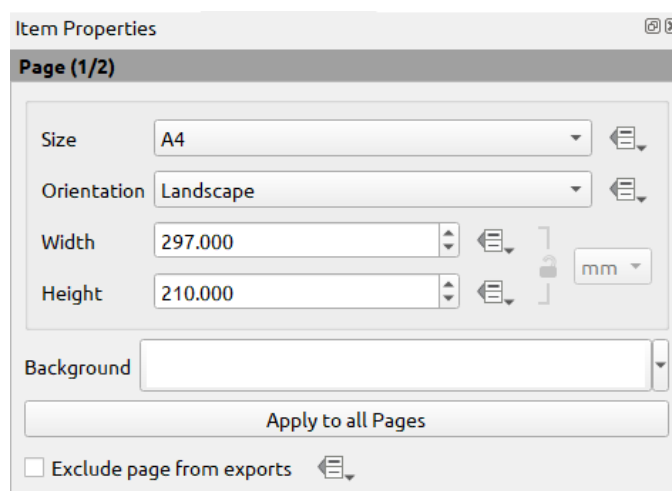 Item Properties
Page (1/2)
Size A4
Orientation Landscape
Width 297.000
mm
Height 210.000
Background
Apply to all Pages
Exclude page from exports